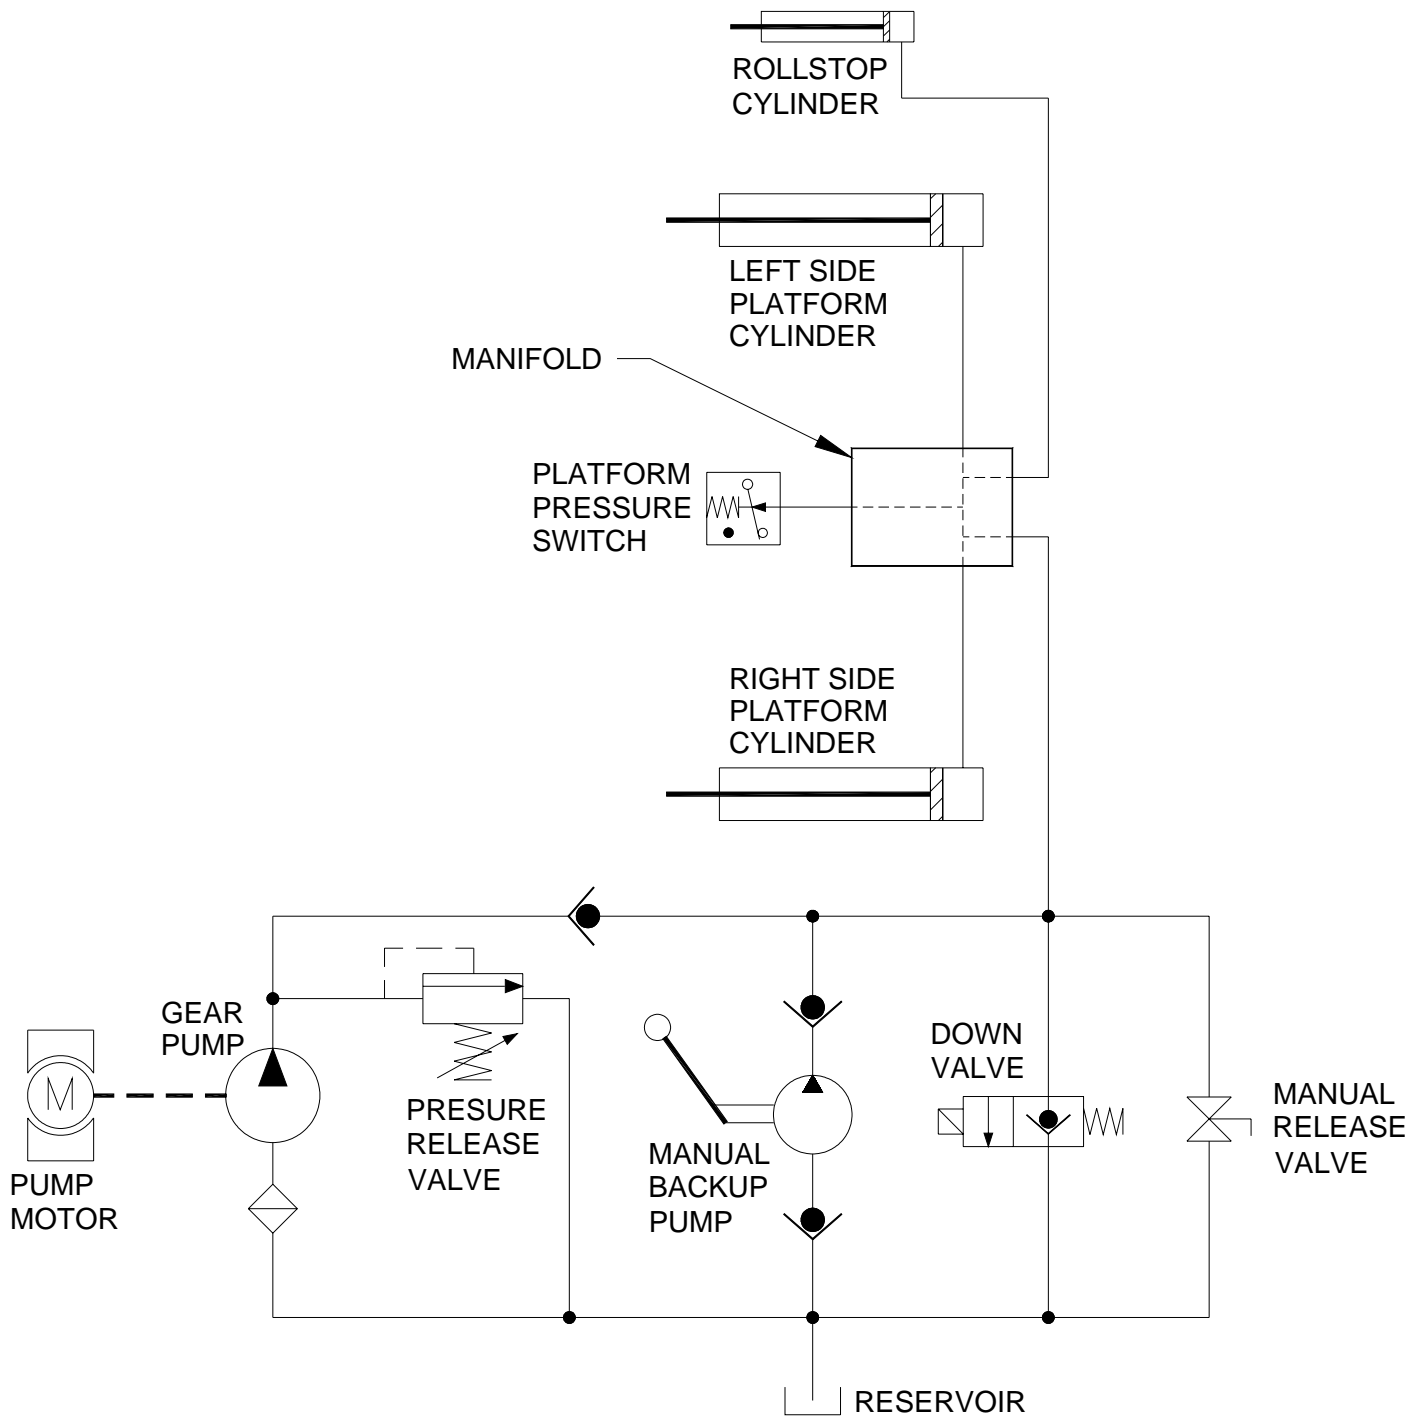 ROLLSTOP
CYLINDER
LEFT SIDE
PLATFORM
CYLINDER
MANIFOLD
PLATFORM
PRESSURE
SWITCH
RIGHT SIDE
PLATFORM
CYLINDER
GEAR
PUMP
M
PUMP
MOTOR
PRESURE
RELEASE
VALVE
MANUAL
BACKUP
PUMP
DOWN
VALVE
MANUAL
RELEASE
VALVE
RESERVOIR